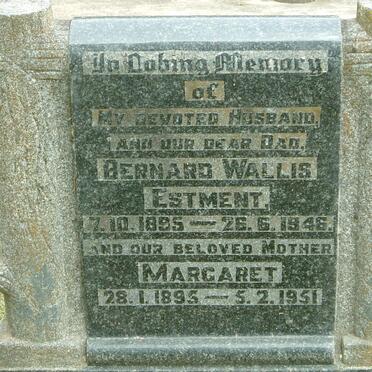 In Loving Memory
of
My devoted Husband,
and our dear Dad,
Bernard Wallis
Estment,
7.10.1895 — 26.6.1946.
and our beloved Mother
Margaret
28.1.1895 — 5.2.1951